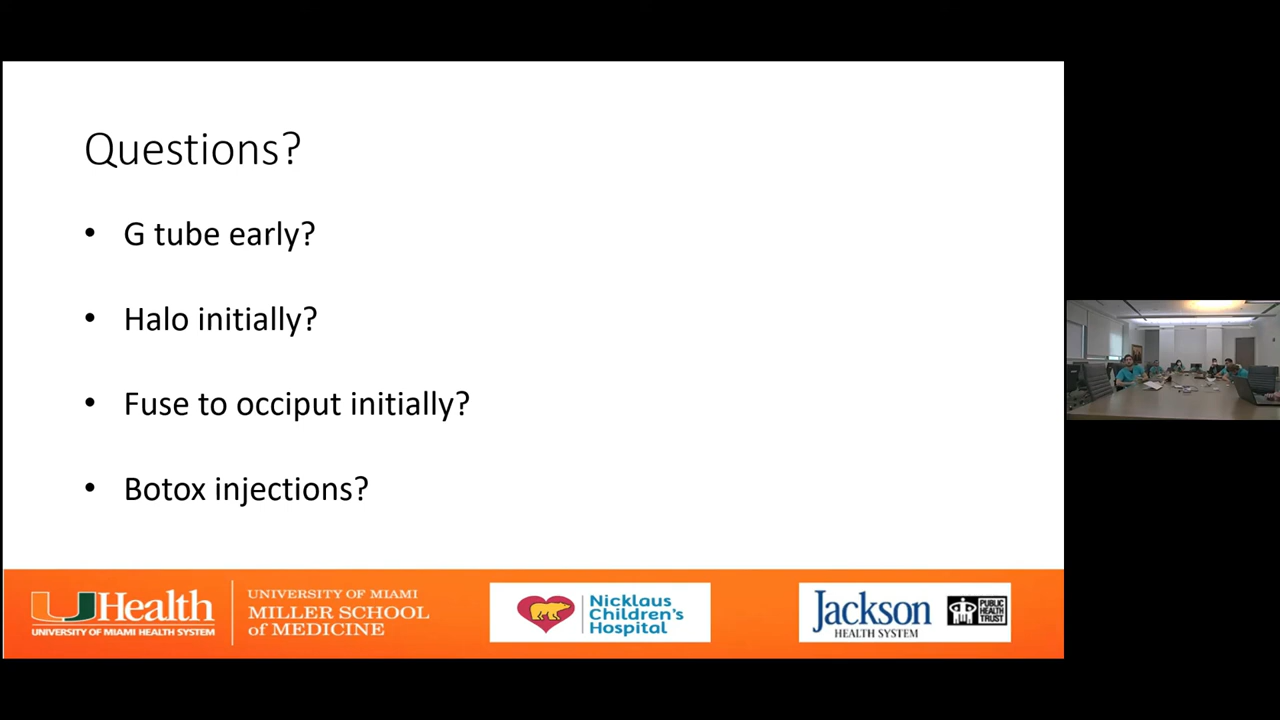 Questions?
• G tube early?
• Halo initially?
• Fuse to occiput initially?
• Botox injections?
UHealth
UNIVERSITY OF MIAMI HEALTH SYSTEM
UNIVERSITY OF MIAMI
MILLER SCHOOL
of MEDICINE
Nicklaus
Children's
Hospital
Jackson
HEALTH SYSTEM
PUBLIC
HEALTH
TRUST